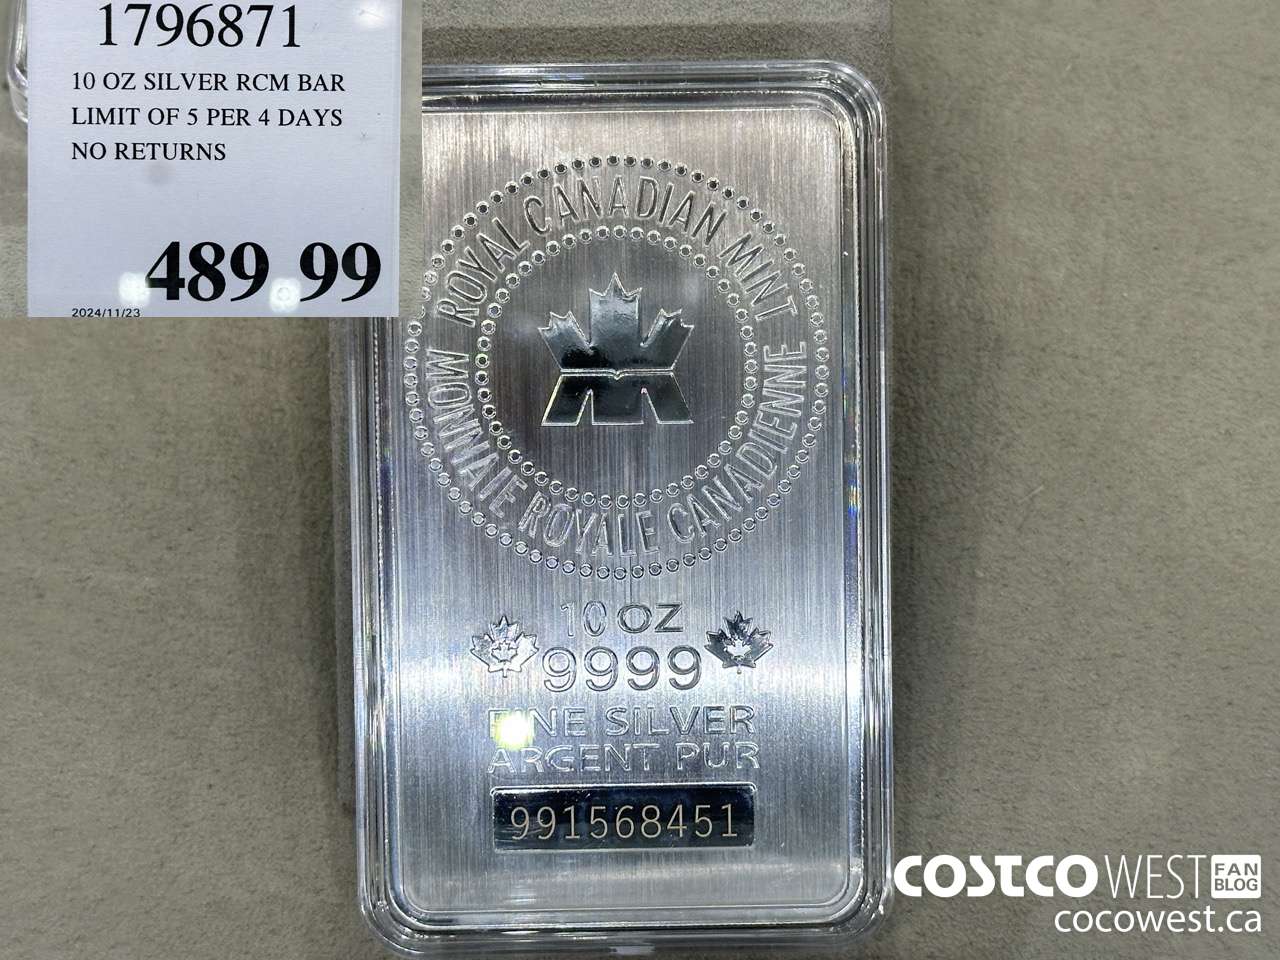 1796871
10 OZ SILVER RCM BAR
LIMIT OF 5 PER 4 DAYS
NO RETURNS
489.99
2024/11/23
ROYAL CANADIAN MINT
MONNAIE ROYALE CANADIENNE
10 OZ
9999
FINE SILVER
ARGENT PUR
991568451
COSTCO WEST FAN BLOG
cocowest.ca